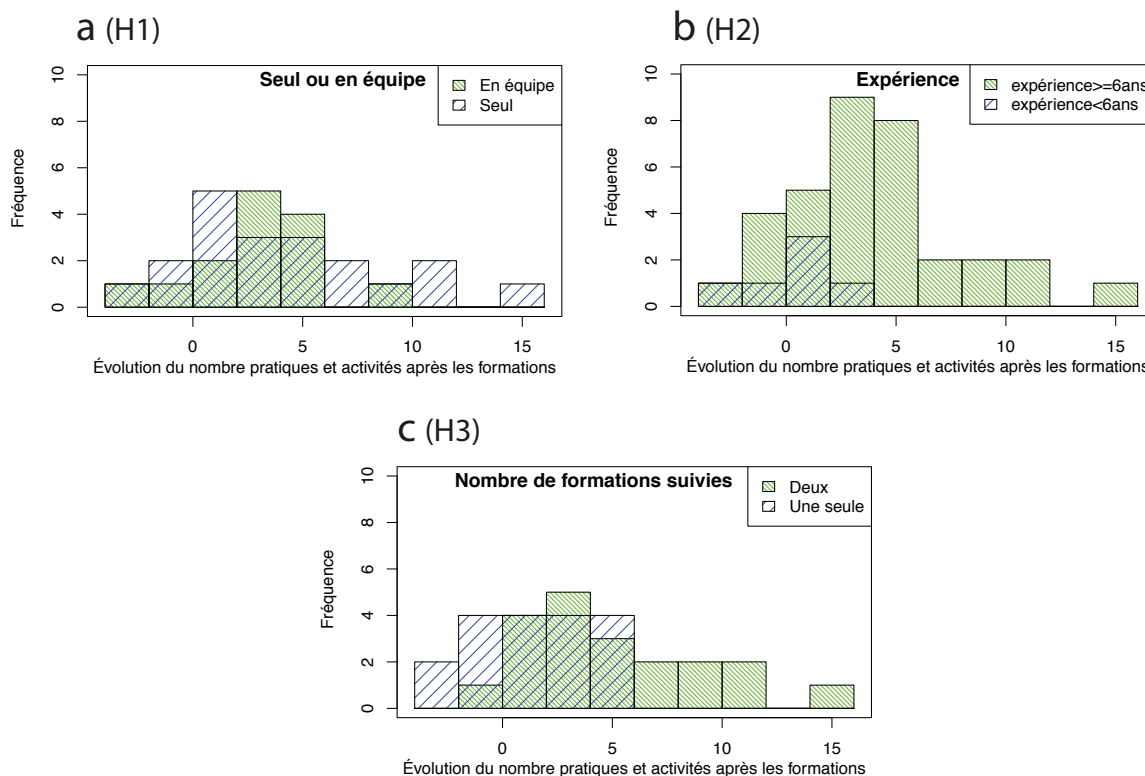 a (H1)
Seul ou en équipe
En équipe
Seul
Fréquence
0 2 4 6 8 10
0 5 10 15
Évolution du nombre pratiques et activités après les formations
b (H2)
Expérience
expérience>=6ans
expérience<6ans
Fréquence
0 2 4 6 8 10
0 5 10 15
Évolution du nombre pratiques et activités après les formations
c (H3)
Nombre de formations suivies
Deux
Une seule
Fréquence
0 2 4 6 8 10
0 5 10 15
Évolution du nombre pratiques et activités après les formations